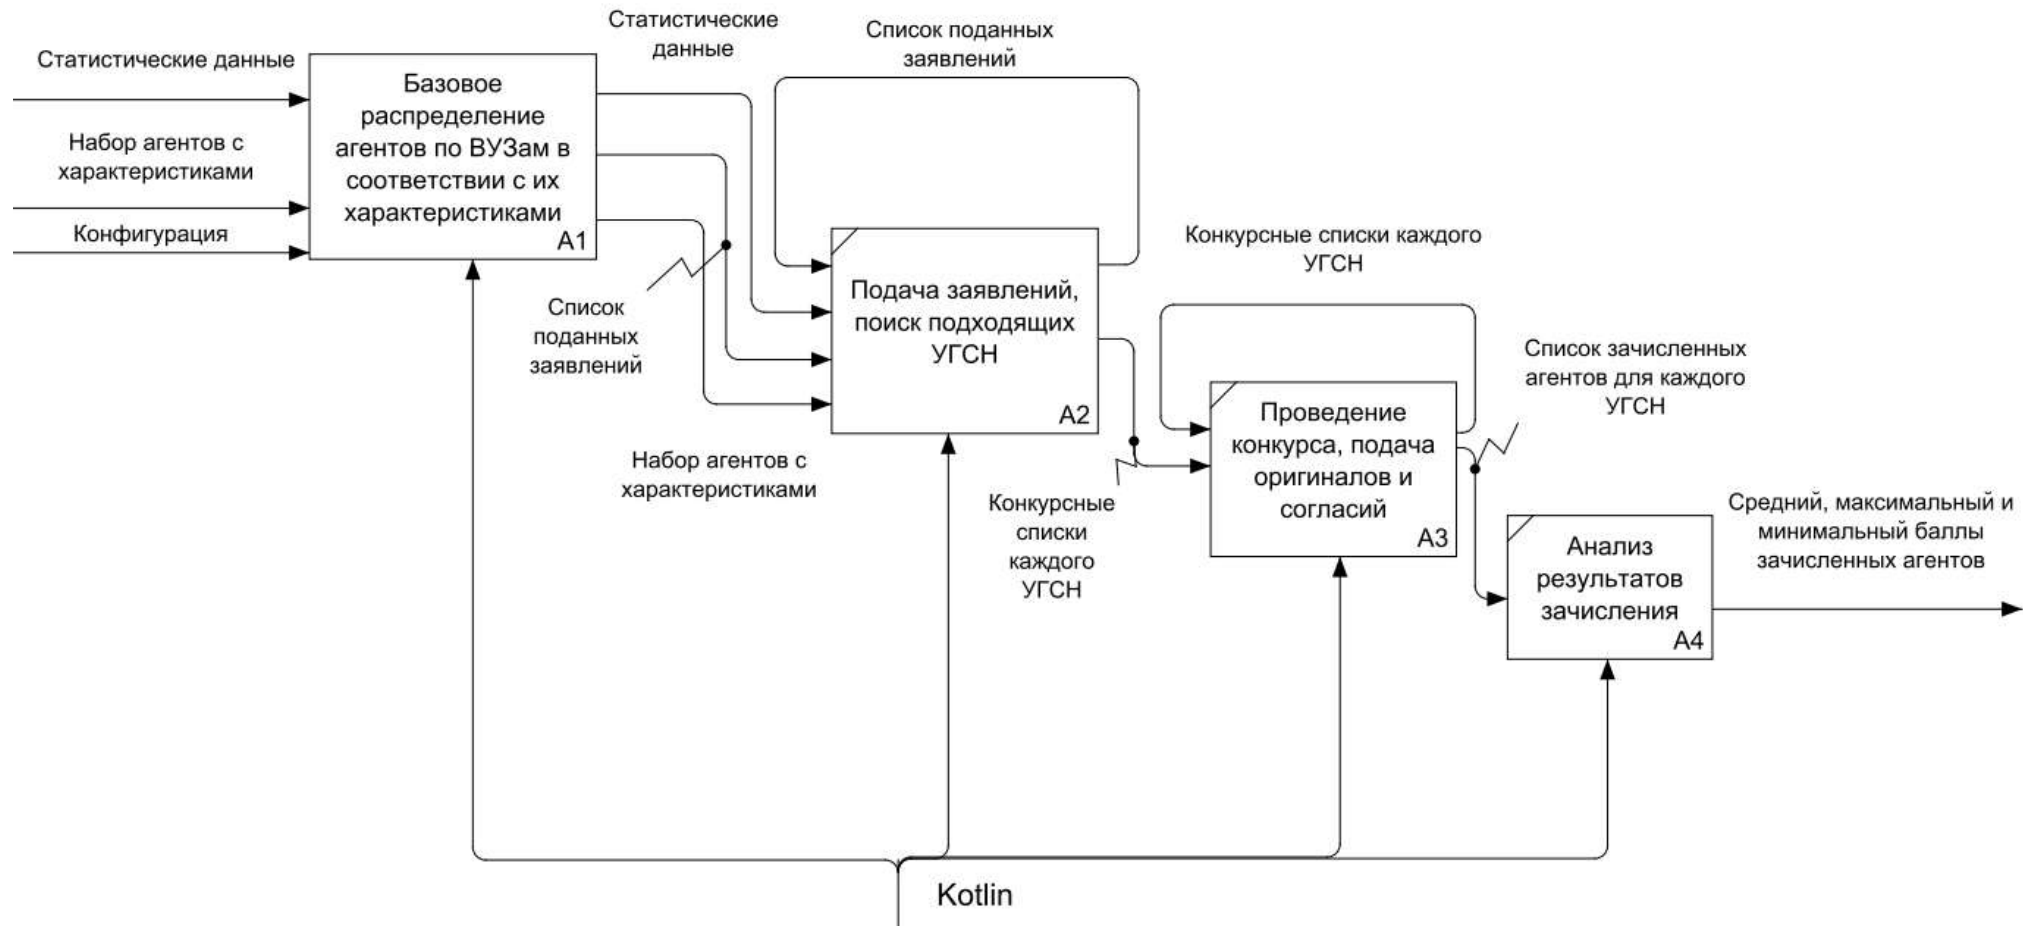 Статистические данные
Набор агентов с
характеристиками
Конфигурация
Базовое
распределение
агентов по ВУЗам в
соответствии с их
характеристиками
A1
Статистические
данные
Список
поданных
заявлений
Набор агентов с
характеристиками
Список поданных
заявлений
Подача заявлений,
поиск подходящих
УГСН
A2
Конкурсные
списки
каждого
УГСН
Конкурсные списки каждого
УГСН
Проведение
конкурса, подача
оригиналов и
согласий
A3
Список зачисленных
агентов для каждого
УГСН
Анализ
результатов
зачисления
A4
Средний, максимальный и
минимальный баллы
зачисленных агентов
Kotlin